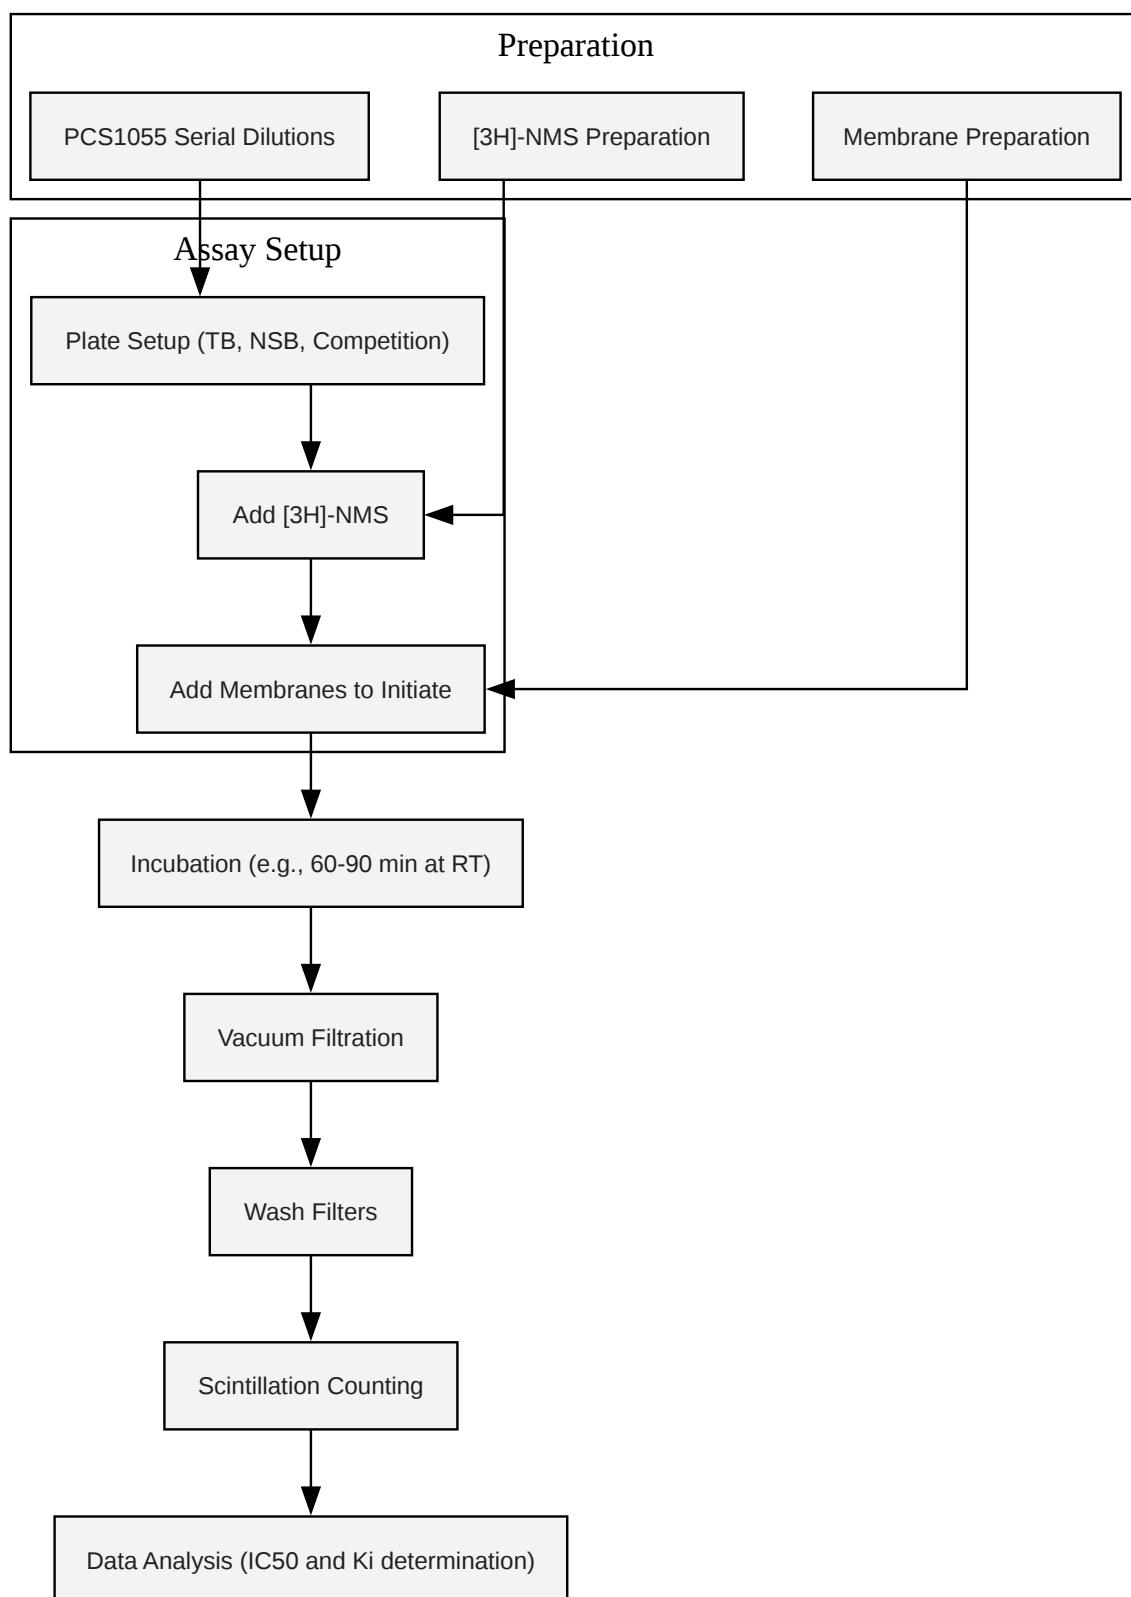 Preparation
PCS1055 Serial Dilutions
[3H]-NMS Preparation
Membrane Preparation
Assay Setup
Plate Setup (TB, NSB, Competition)
Add [3H]-NMS
Add Membranes to Initiate
Incubation (e.g., 60-90 min at RT)
Vacuum Filtration
Wash Filters
Scintillation Counting
Data Analysis (IC50 and Ki determination)